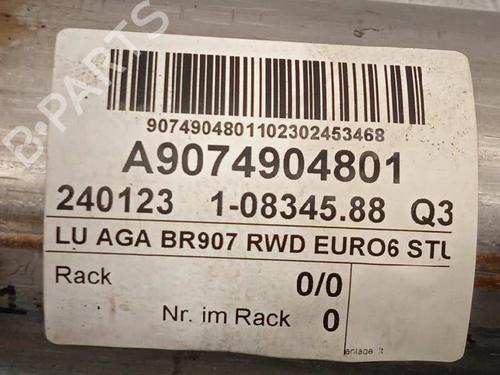 9074904801102302453468
A9074904801
240123 1-08345.88 Q3
LU AGA BR907 RWD EURO6 STU
Rack 0/0
Nr. im Rack 0
B-PARTS